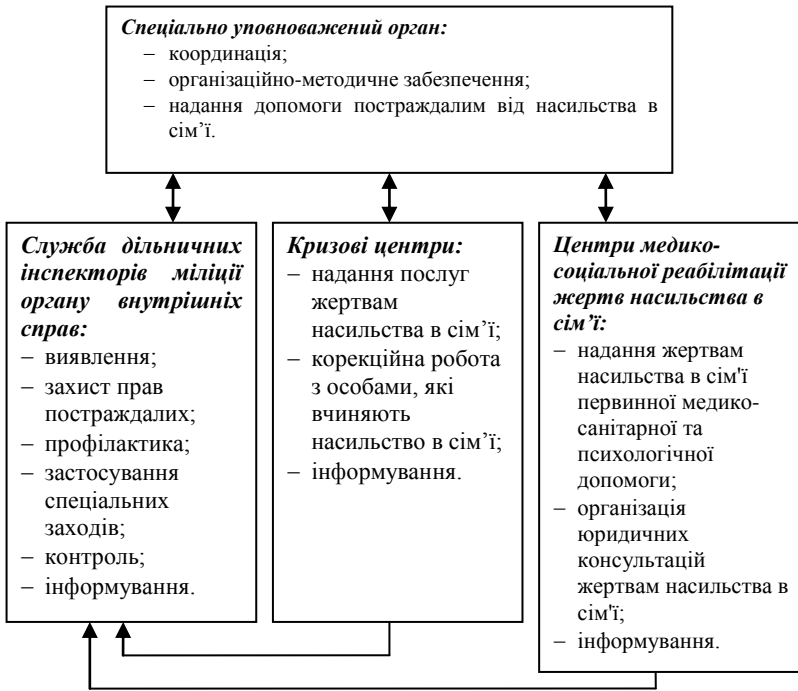 Спеціально уповноважений орган:
– координація;
– організаційно-методичне забезпечення;
– надання допомоги постраждалим від насильства в
сім’ї.
Служба дільничних
інспекторів міліції
органу внутрішніх
справ:
– виявлення;
– захист прав
постраждалих;
– профілактика;
– застосування
спеціальних
заходів;
– контроль;
– інформування.
Кризові центри:
– надання послуг
жертвам
насильства в сім’ї;
– корекційна робота
з особами, які
вчиняють
насильство в сім’ї;
– інформування.
Центри медико-
соціальної реабілітації
жертв насильства в
сім’ї:
– надання жертвам
насильства в сім'ї
первинної медико-
санітарної та
психологічної
допомоги;
– організація
юридичних
консультацій
жертвам насильства в
сім'ї;
– інформування.